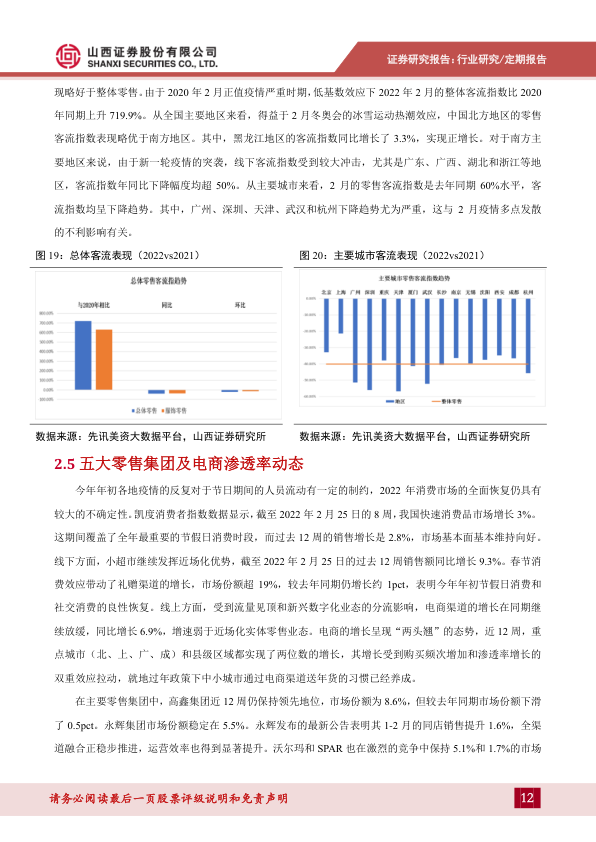 山西证券股份有限公司
SHANXI SECURITIES CO., LTD.
证券研究报告：行业研究/定期报告
现略好于整体零售。由于 2020 年 2 月正值疫情严重时期，低基数效应下 2022 年 2 月的整体客流指数比 2020
年同期上升 719.9%。从全国主要地区来看，得益于 2 月冬奥会的冰雪运动热潮效应，中国北方地区的零售
客流指数表现略优于南方地区。其中，黑龙江地区的客流指数同比增长了 3.3%，实现正增长。对于南方主
要地区来说，由于新一轮疫情的突袭，线下客流指数受到较大冲击，尤其是广东、广西、湖北和浙江等地
区，客流指数年同比下降幅度均超 50%。从主要城市来看，2 月的零售客流指数是去年同期 60%水平，客
流指数均呈下降趋势。其中，广州、深圳、天津、武汉和杭州下降趋势尤为严重，这与 2 月疫情多点发散
的不利影响有关。
图 19：总体客流表现（2022vs2021）
图 20：主要城市客流表现（2022vs2021）
总体零售客流指趋势
与2020年相比 同比 环比
800.00%
700.00%
600.00%
500.00%
400.00%
300.00%
200.00%
100.00%
0.00%
-100.00%
总体零售 服饰零售
主要城市零售客流指数趋势
北京 上海 广州 深圳 重庆 天津 厦门 武汉 长沙 南京 无锡 沈阳 西安 成都 杭州
0.00%
-10.00%
-20.00%
-30.00%
-40.00%
-50.00%
-60.00%
地区 整体零售
数据来源：先讯美资大数据平台，山西证券研究所
数据来源：先讯美资大数据平台，山西证券研究所
2.5 五大零售集团及电商渗透率动态
今年年初各地疫情的反复对于节日期间的人员流动有一定的制约，2022 年消费市场的全面恢复仍具有
较大的不确定性。凯度消费者指数数据显示，截至 2022 年 2 月 25 日的 8 周，我国快速消费品市场增长 3%。
这期间覆盖了全年最重要的节假日消费时段，而过去 12 周的销售增长是 2.8%，市场基本面基本维持向好。
线下方面，小超市继续发挥近场化优势，截至 2022 年 2 月 25 日的过去 12 周销售额同比增长 9.3%。春节消
费效应带动了礼赠渠道的增长，市场份额超 19%，较去年同期仍增长约 1pct，表明今年年初节假日消费和
社交消费的良性恢复。线上方面，受到流量见顶和新兴数字化业态的分流影响，电商渠道的增长在同期继
续放缓，同比增长 6.9%，增速弱于近场化实体零售业态。电商的增长呈现“两头翘”的态势，近 12 周，重
点城市（北、上、广、成）和县级区域都实现了两位数的增长，其增长受到购买频次增加和渗透率增长的
双重效应拉动，就地过年政策下中小城市通过电商渠道送年货的习惯已经养成。
在主要零售集团中，高鑫集团近 12 周仍保持领先地位，市场份额为 8.6%，但较去年同期市场份额下滑
了 0.5pct。永辉集团市场份额稳定在 5.5%。永辉发布的最新公告表明其 1-2 月的同店销售提升 1.6%，全渠
道融合正稳步推进，运营效率也得到显著提升。沃尔玛和 SPAR 也在激烈的竞争中保持 5.1%和 1.7%的市场
请务必阅读最后一页股票评级说明和免责声明
12